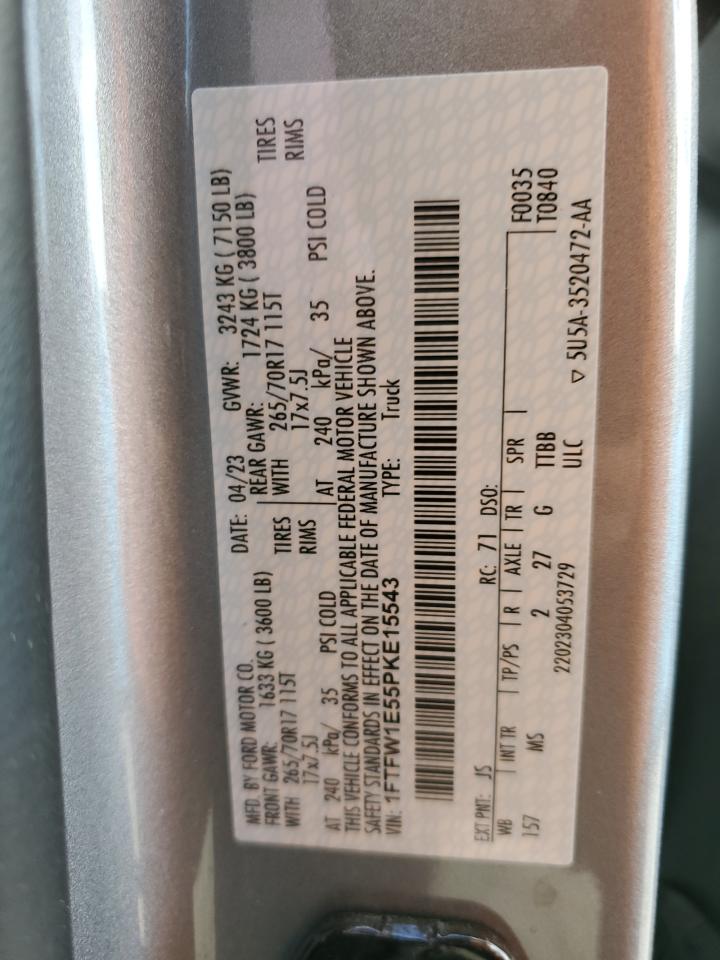 MFD. BY FORD MOTOR CO.
DATE: 04/23 GVWR: 3243 KG ( 7150 LB)
FRONT GAWR: 1633 KG ( 3600 LB) REAR GAWR: 1724 KG ( 3800 LB)
WITH 265/70R17 115T TIRES WITH 265/70R17 115T TIRES
17x7.5J RIMS 17x7.5J RIMS
AT 240 kPa/ 35 PSI COLD AT 240 kPa/ 35 PSI COLD
THIS VEHICLE CONFORMS TO ALL APPLICABLE FEDERAL MOTOR VEHICLE
SAFETY STANDARDS IN EFFECT ON THE DATE OF MANUFACTURE SHOWN ABOVE.
VIN: 1FTFW1E55PKE15543 TYPE: Truck
EXT PNT: JS RC: 71 DSO:
WB INT TR TP/PS R AXLE TR SPR F0035
157 MS 2 27 G TTBB T0840
2202304053729 ULC ▽ 5U5A-3520472-AA